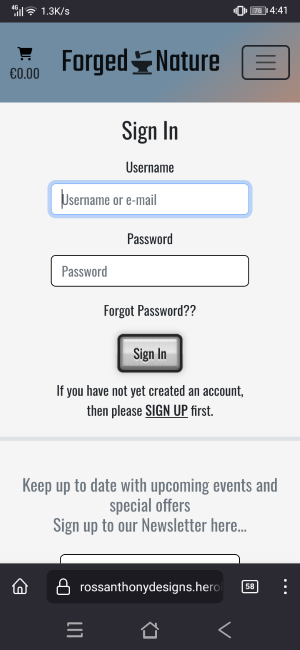 4G 1.3K/s 76 4:41
€0.00
Forged Nature
Sign In
Username
Username or e-mail
Password
Password
Forgot Password??
Sign In
If you have not yet created an account,
then please SIGN UP first.
Keep up to date with upcoming events and
special offers
Sign up to our Newsletter here...
rossanthonydesigns.hero
58